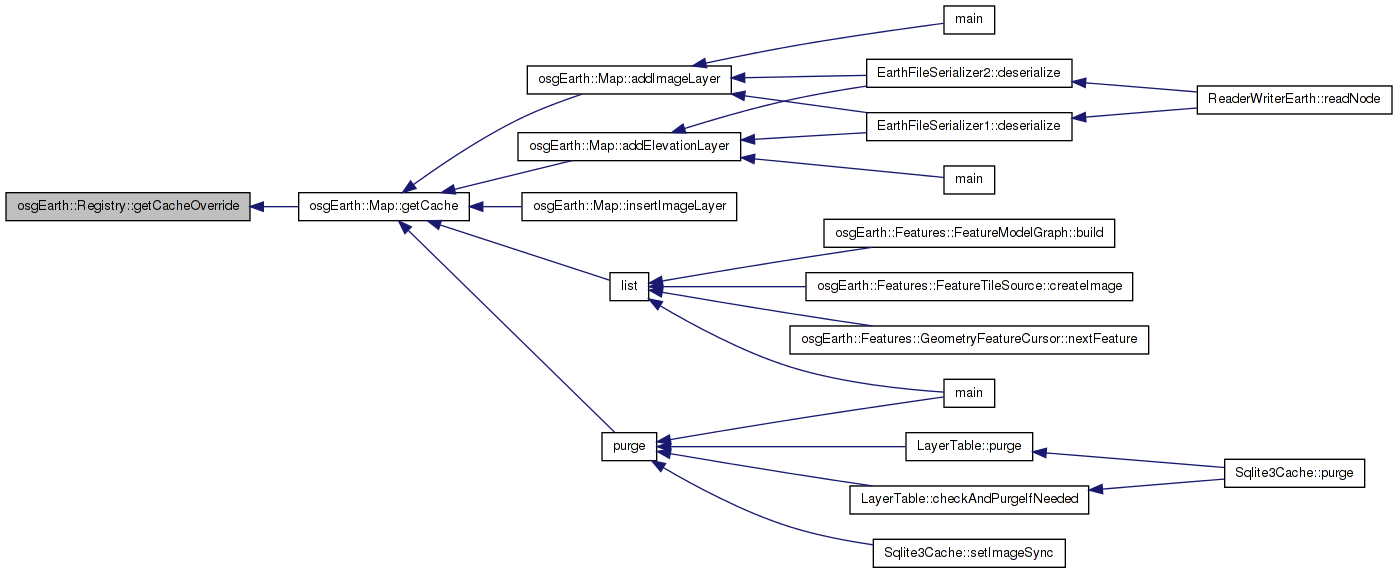 main
osgEarth::Map::addImageLayer
EarthFileSerializer2::deserialize
ReaderWriterEarth::readNode
EarthFileSerializer1::deserialize
osgEarth::Map::addElevationLayer
main
osgEarth::Registry::getCacheOverride
osgEarth::Map::getCache
osgEarth::Map::insertImageLayer
osgEarth::Features::FeatureModelGraph::build
list
osgEarth::Features::FeatureTileSource::createImage
osgEarth::Features::GeometryFeatureCursor::nextFeature
main
purge
LayerTable::purge
Sqlite3Cache::purge
LayerTable::checkAndPurgeIfNeeded
Sqlite3Cache::setImageSync